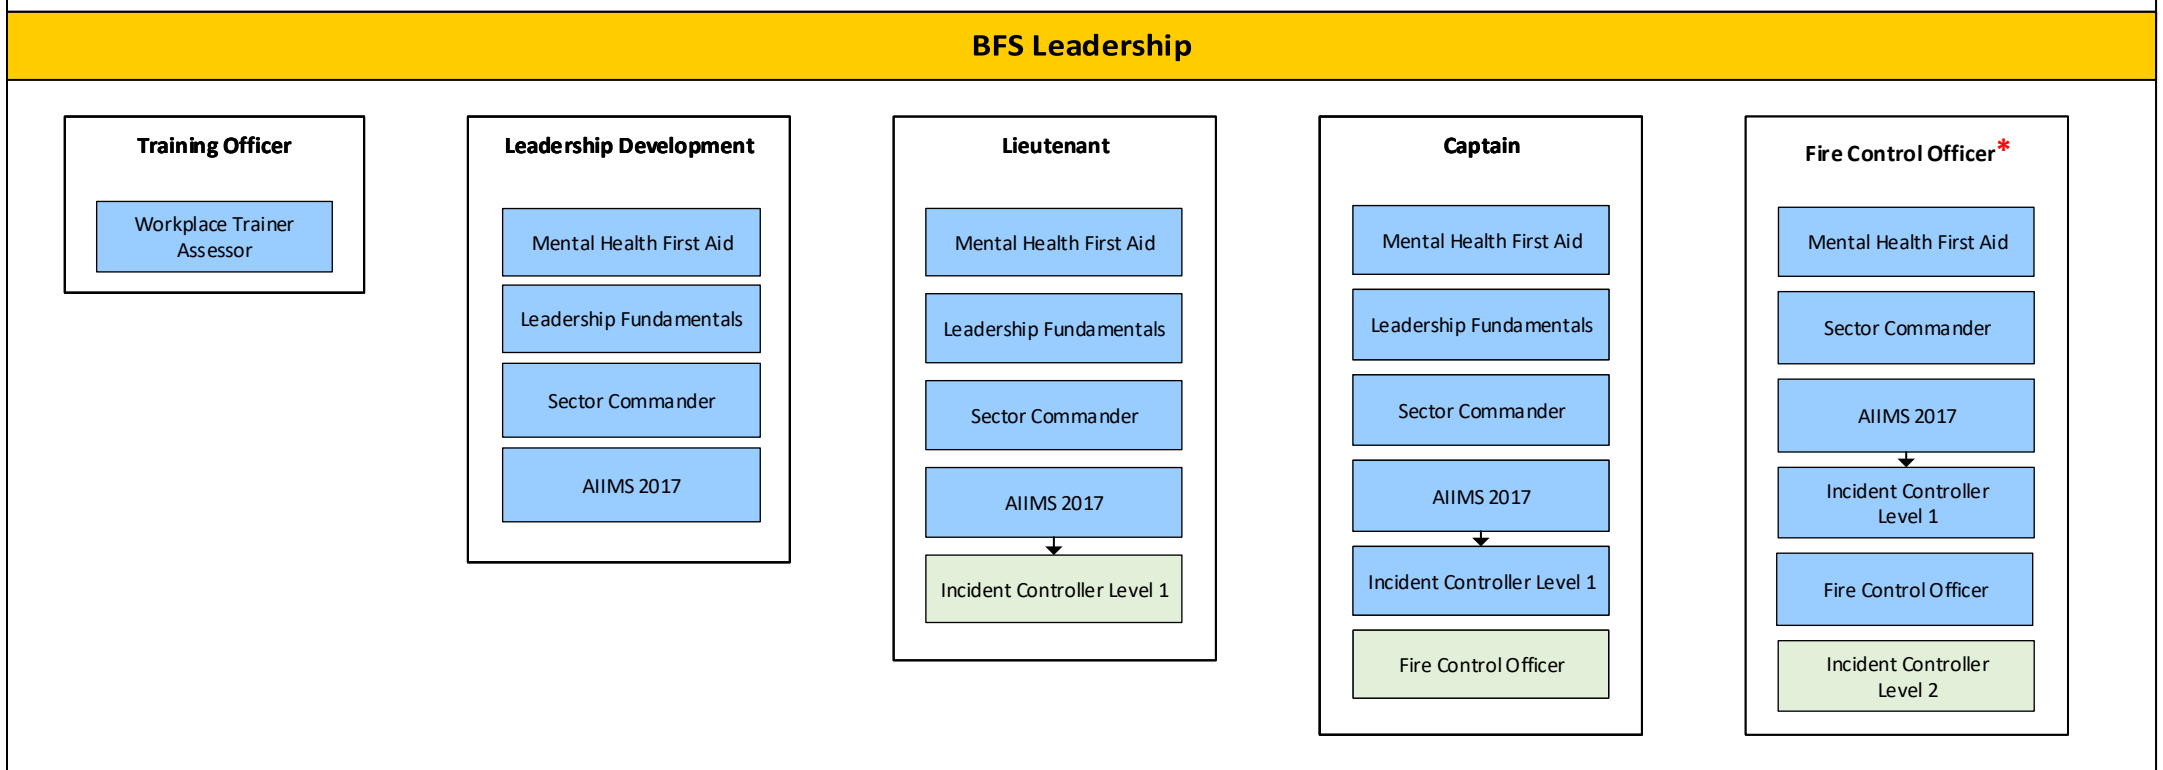 BFS Leadership
Training Officer
Workplace Trainer
Assessor
Leadership Development
Mental Health First Aid
Leadership Fundamentals
Sector Commander
AIIMS 2017
Lieutenant
Mental Health First Aid
Leadership Fundamentals
Sector Commander
AIIMS 2017
Incident Controller Level 1
Captain
Mental Health First Aid
Leadership Fundamentals
Sector Commander
AIIMS 2017
Incident Controller Level 1
Fire Control Officer
Fire Control Officer*
Mental Health First Aid
Sector Commander
AIIMS 2017
Incident Controller
Level 1
Fire Control Officer
Incident Controller
Level 2